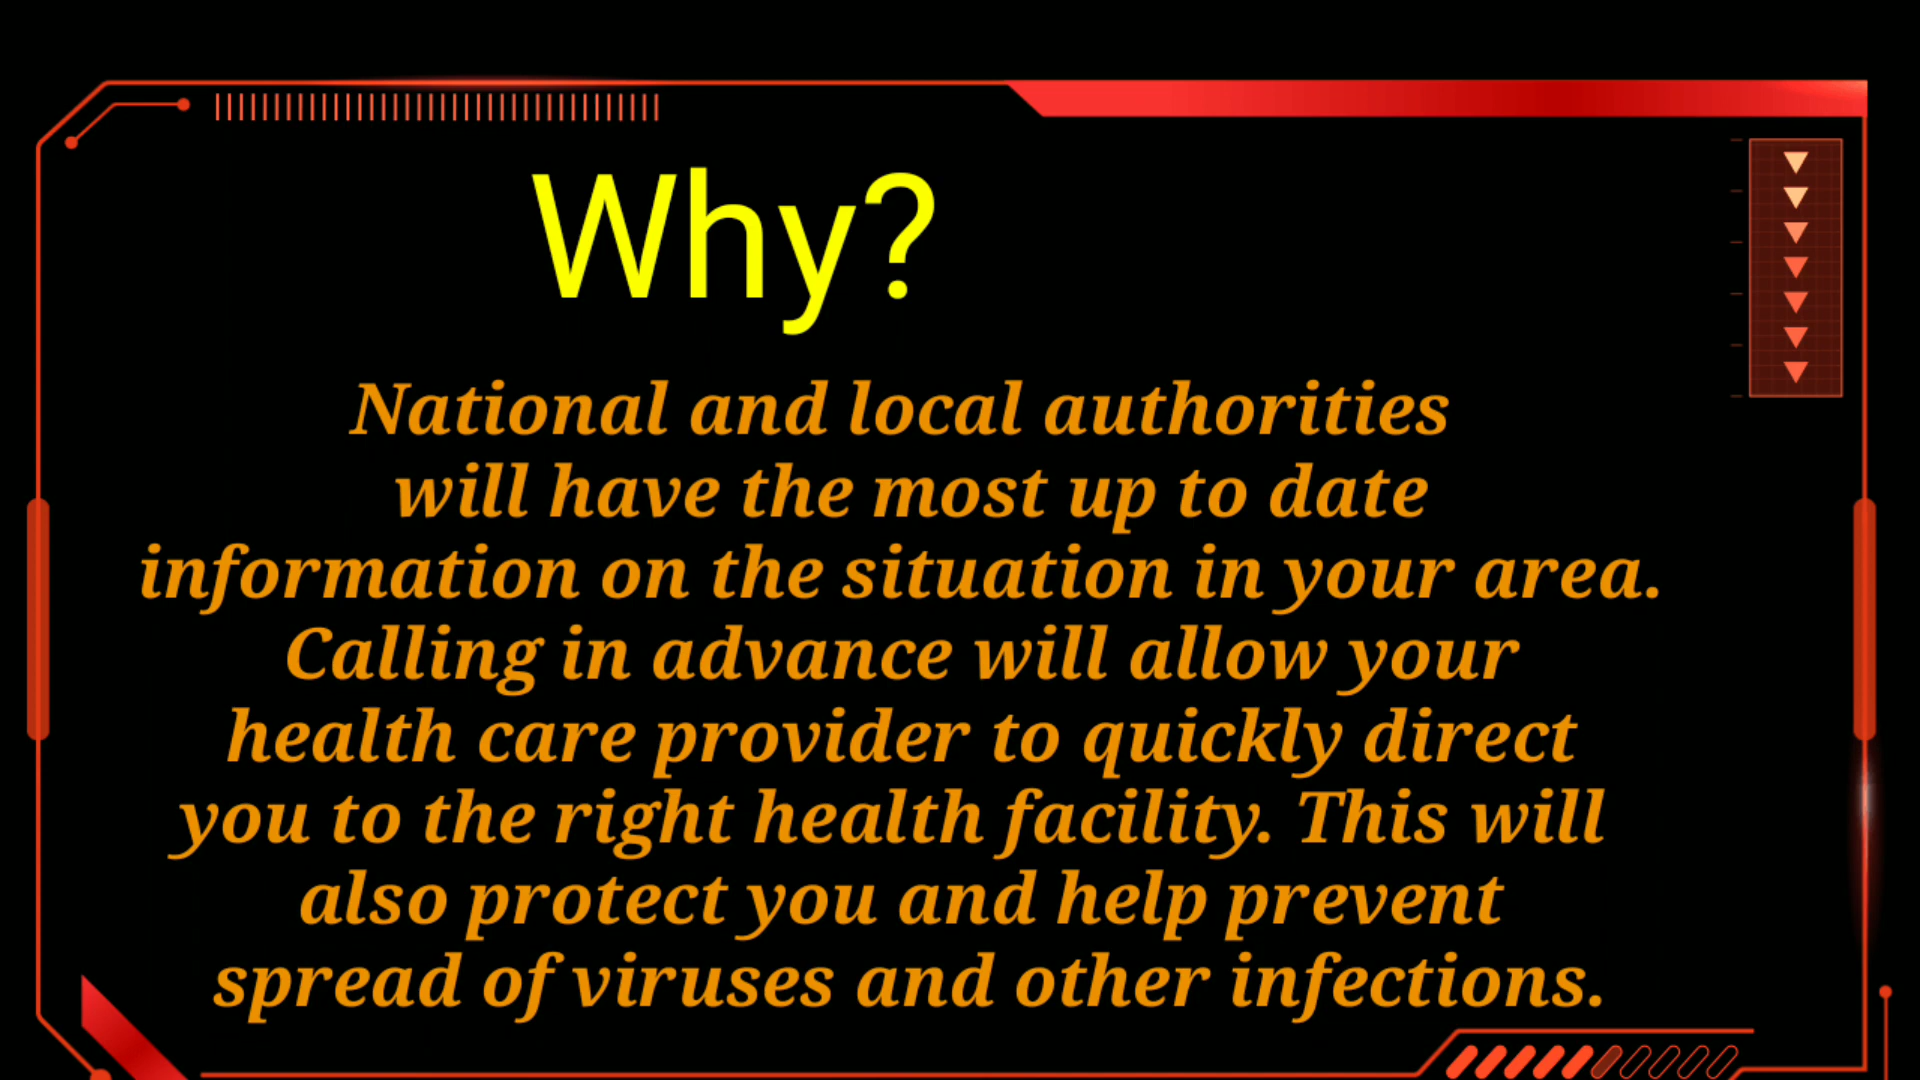 Why?
National and local authorities
will have the most up to date
information on the situation in your area.
Calling in advance will allow your
health care provider to quickly direct
you to the right health facility. This will
also protect you and help prevent
spread of viruses and other infections.